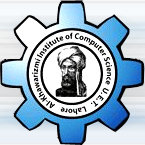 Al Khawarizmi Institute of Computer Science U.E.T. Lahore